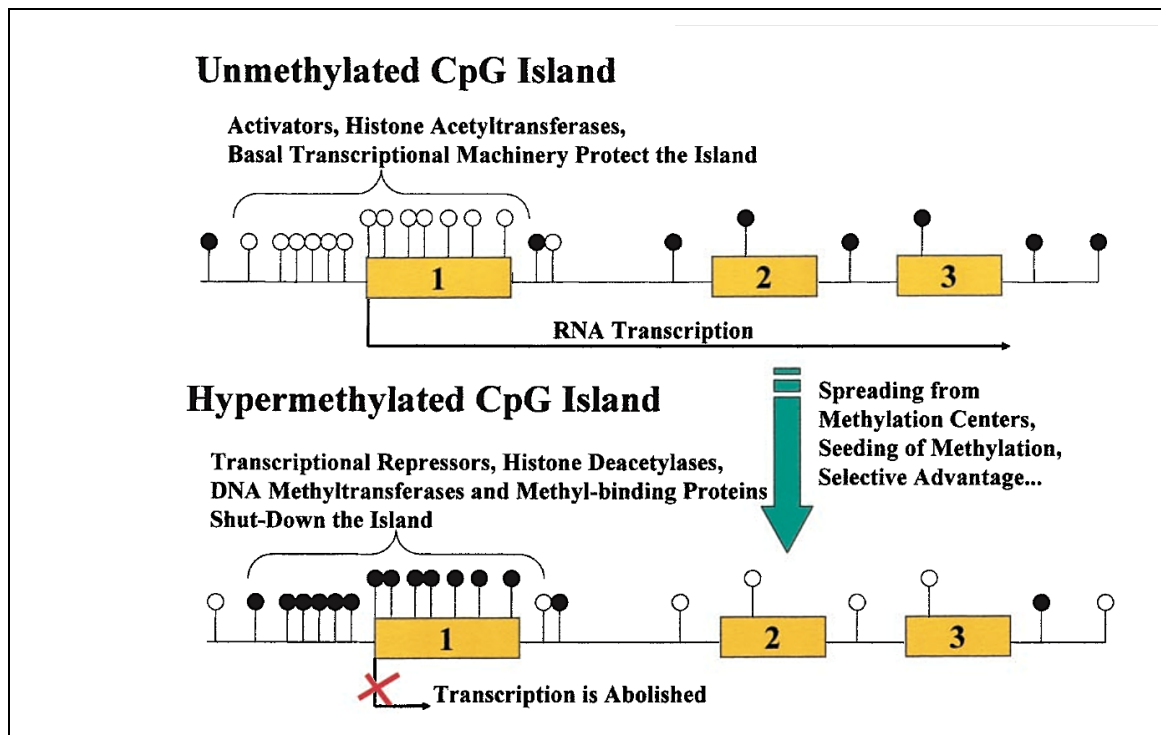 Unmethylated CpG Island
Activators, Histone Acetyltransferases,
Basal Transcriptional Machinery Protect the Island
1
2
3
RNA Transcription
Hypermethylated CpG Island
Spreading from
Methylation Centers,
Seeding of Methylation,
Selective Advantage...
Transcriptional Repressors, Histone Deacetylases,
DNA Methyltransferases and Methyl-binding Proteins
Shut-Down the Island
1
2
3
Transcription is Abolished